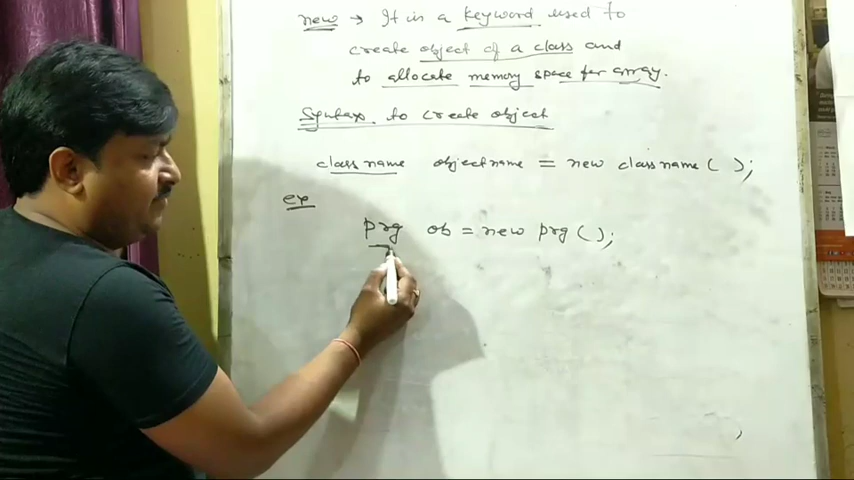 new → It is a keyword used to
create object of a class and
to allocate memory space for array.
Syntax to create object
class name object name = new class name ( );
ex
prg ob = new prg ( );